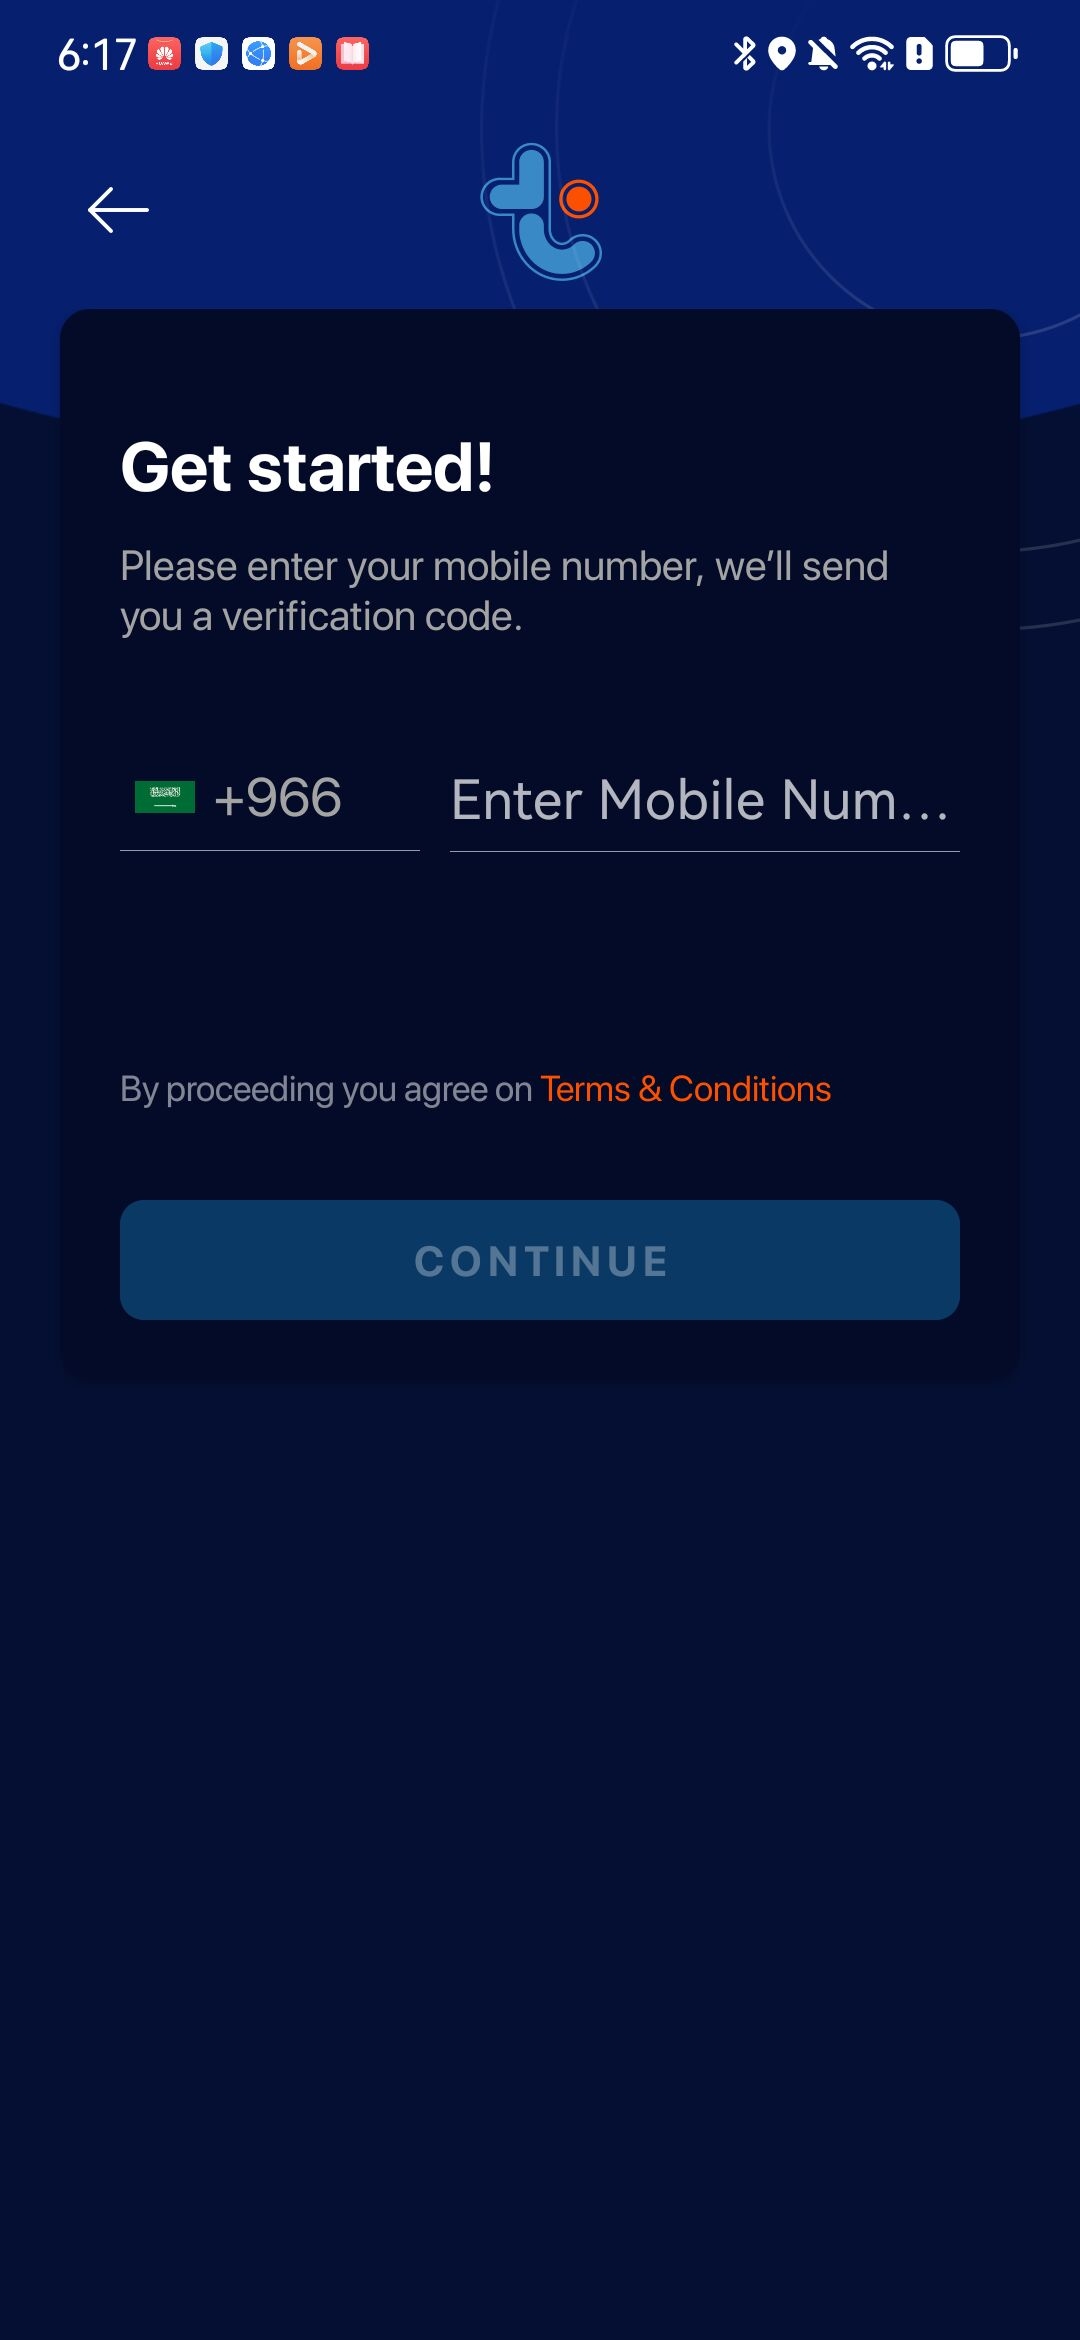 6:17
Get started!
Please enter your mobile number, we’ll send
you a verification code.
+966
Enter Mobile Num...
By proceeding you agree on Terms & Conditions
CONTINUE